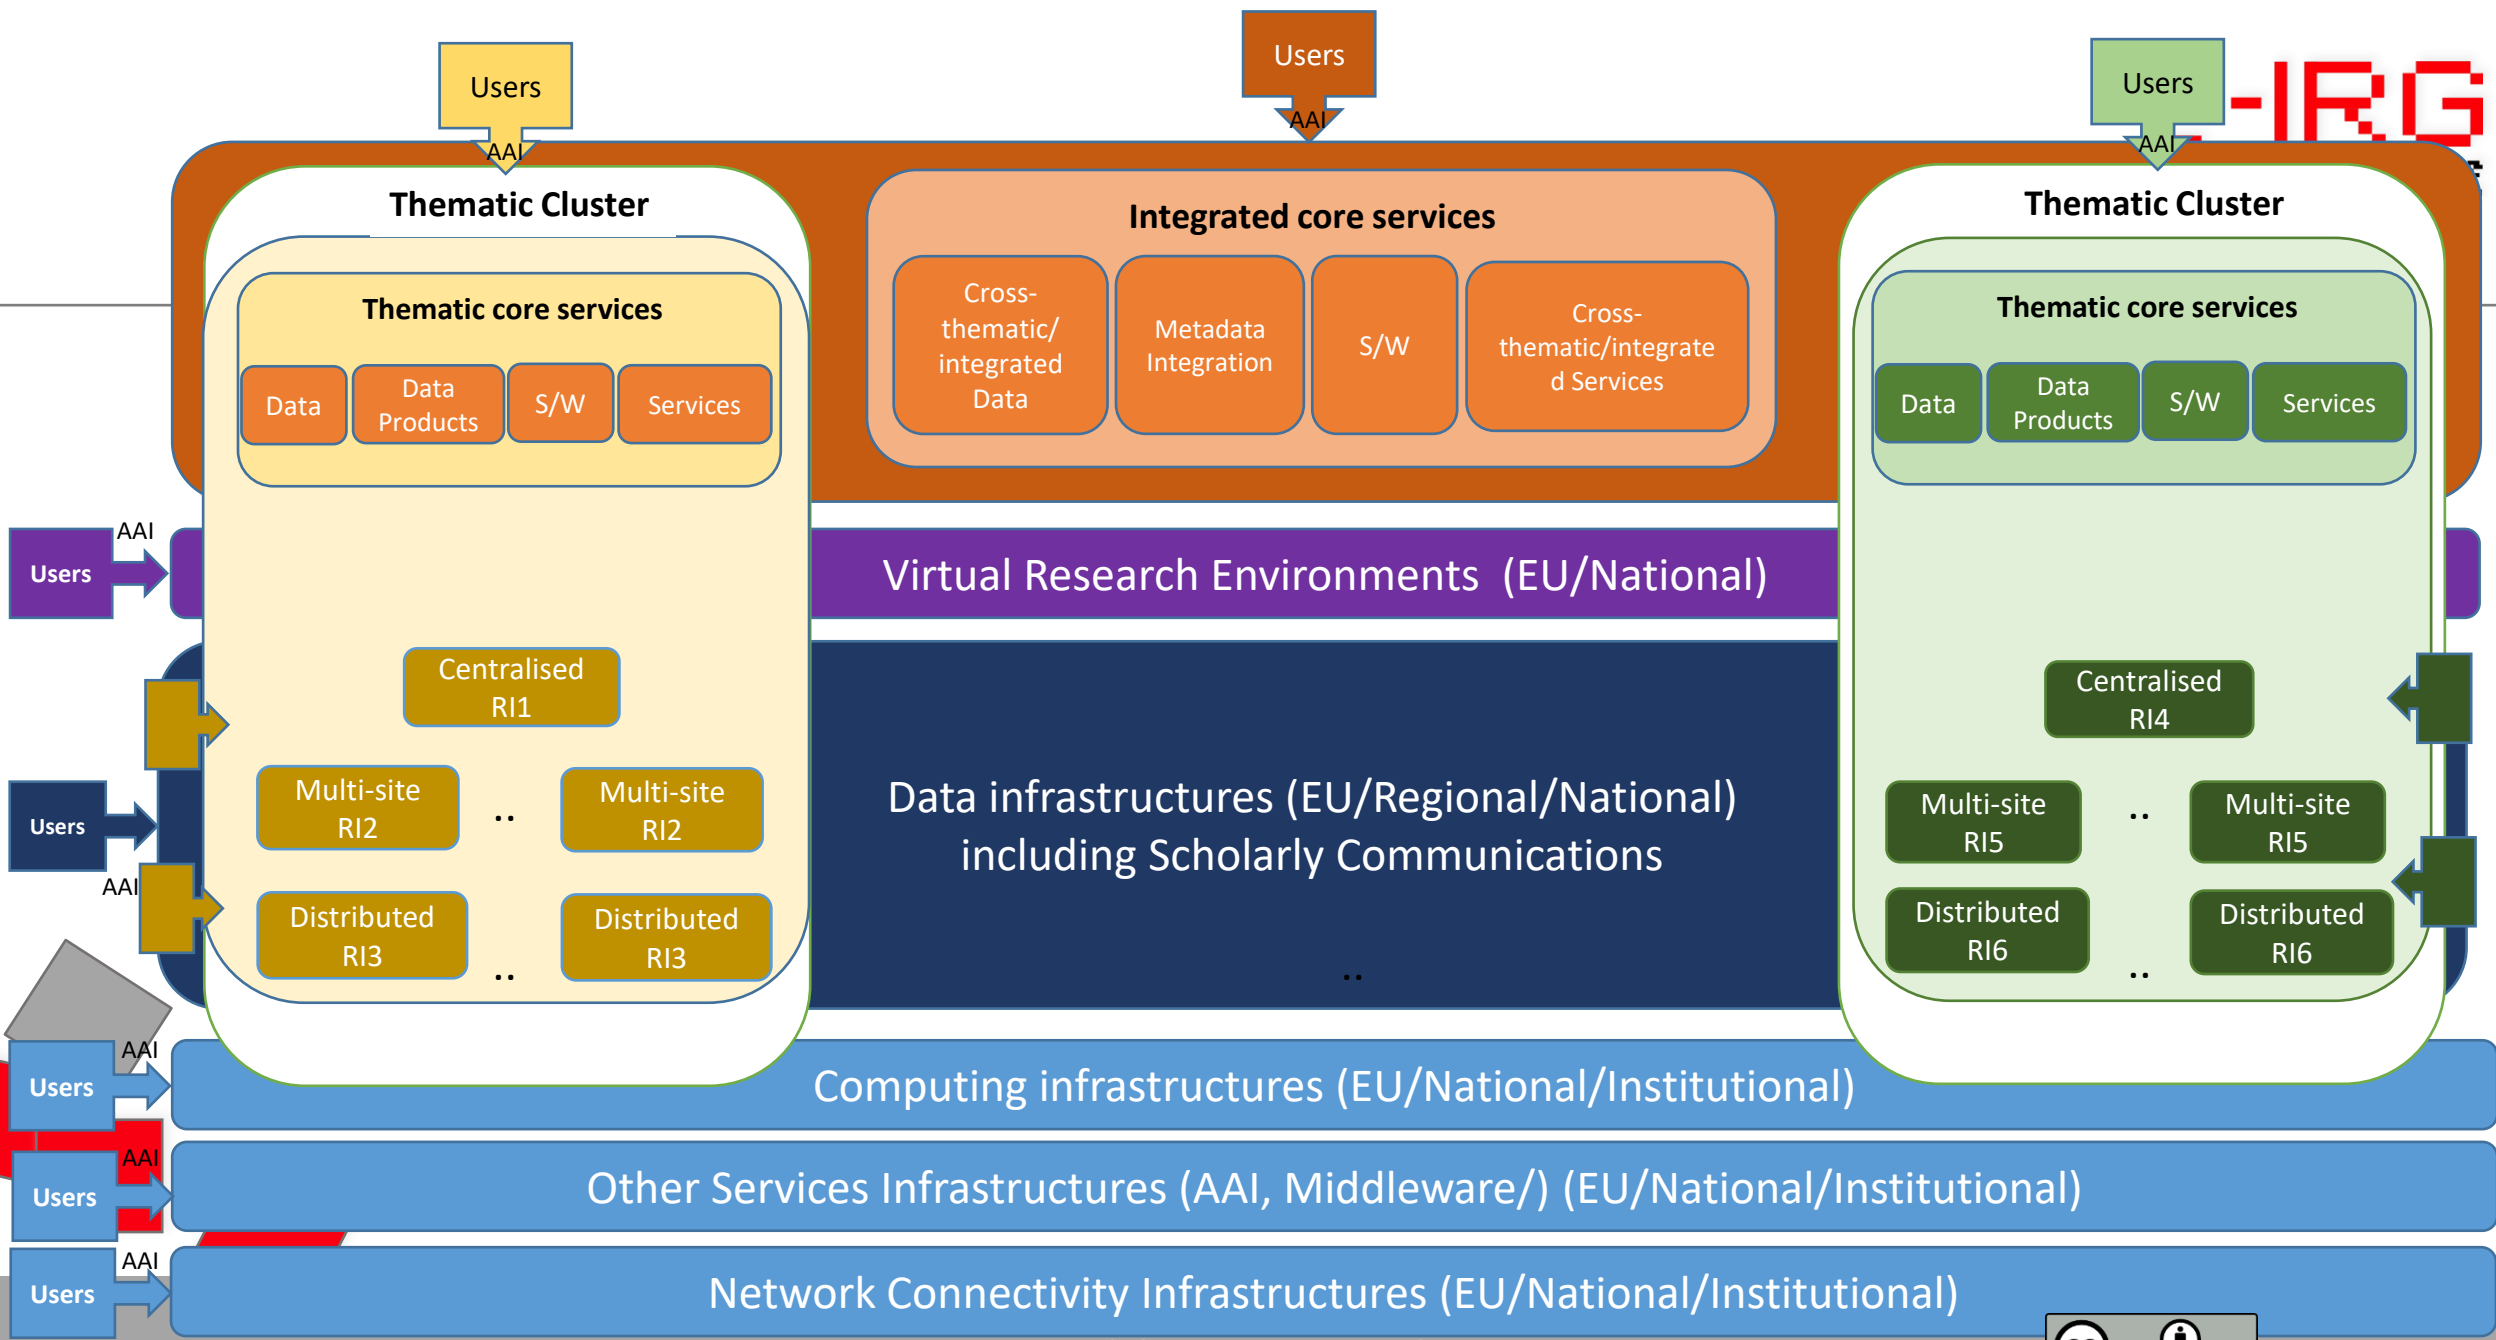 Users
Users
Users
-IRG
AAI
AAI
AAI
Thematic Cluster
Thematic core services
Data
Data
Products
S/W
Services
Integrated core services
Cross-
thematic/
integrated
Data
Metadata
Integration
S/W
Cross-
thematic/integrate
d Services
Thematic Cluster
Thematic core services
Data
Data
Products
S/W
Services
AAI
Users
Virtual Research Environments (EU/National)
Centralised
RI1
Multi-site
RI2
..
Multi-site
RI2
Distributed
RI3
..
Distributed
RI3
Users
AAI
Data infrastructures (EU/Regional/National)
including Scholarly Communications
..
Centralised
RI4
Multi-site
RI5
..
Multi-site
RI5
Distributed
RI6
..
Distributed
RI6
AAI
Users
Computing infrastructures (EU/National/Institutional)
AAI
Users
Other Services Infrastructures (AAI, Middleware/) (EU/National/Institutional)
AAI
Users
Network Connectivity Infrastructures (EU/National/Institutional)